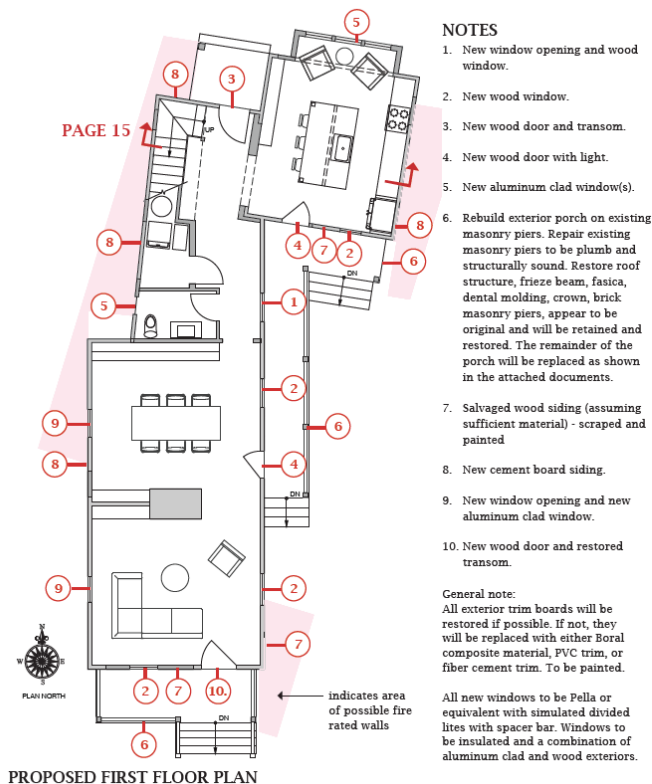 NOTES
1. New window opening and wood
window.
2. New wood window.
3. New wood door and transom.
4. New wood door with light.
5. New aluminum clad window(s).
6. Rebuild exterior porch on existing
masonry piers. Repair existing
masonry piers to be plumb and
structurally sound. Restore roof
structure, frieze beam, fasica,
dental molding, crown, brick
masonry piers, appear to be
original and will be retained and
restored. The remainder of the
porch will be replaced as shown
in the attached documents.
7. Salvaged wood siding (assuming
sufficient material) - scraped and
painted
8. New cement board siding.
9. New window opening and new
aluminum clad window.
10. New wood door and restored
transom.
General note:
All exterior trim boards will be
restored if possible. If not, they
will be replaced with either Boral
composite material, PVC trim, or
fiber cement trim. To be painted.
All new windows to be Pella or
equivalent with simulated divided
lites with spacer bar. Windows to
be insulated and a combination of
aluminum clad and wood exteriors.
5
8
3
PAGE 15
UP
8
4
7
2
8
6
DN
5
1
2
9
6
8
4
DN
9
2
7
2
7
10.
indicates area
of possible fire
rated walls
DN
6
N
W
E
S
PLAN NORTH
PROPOSED FIRST FLOOR PLAN